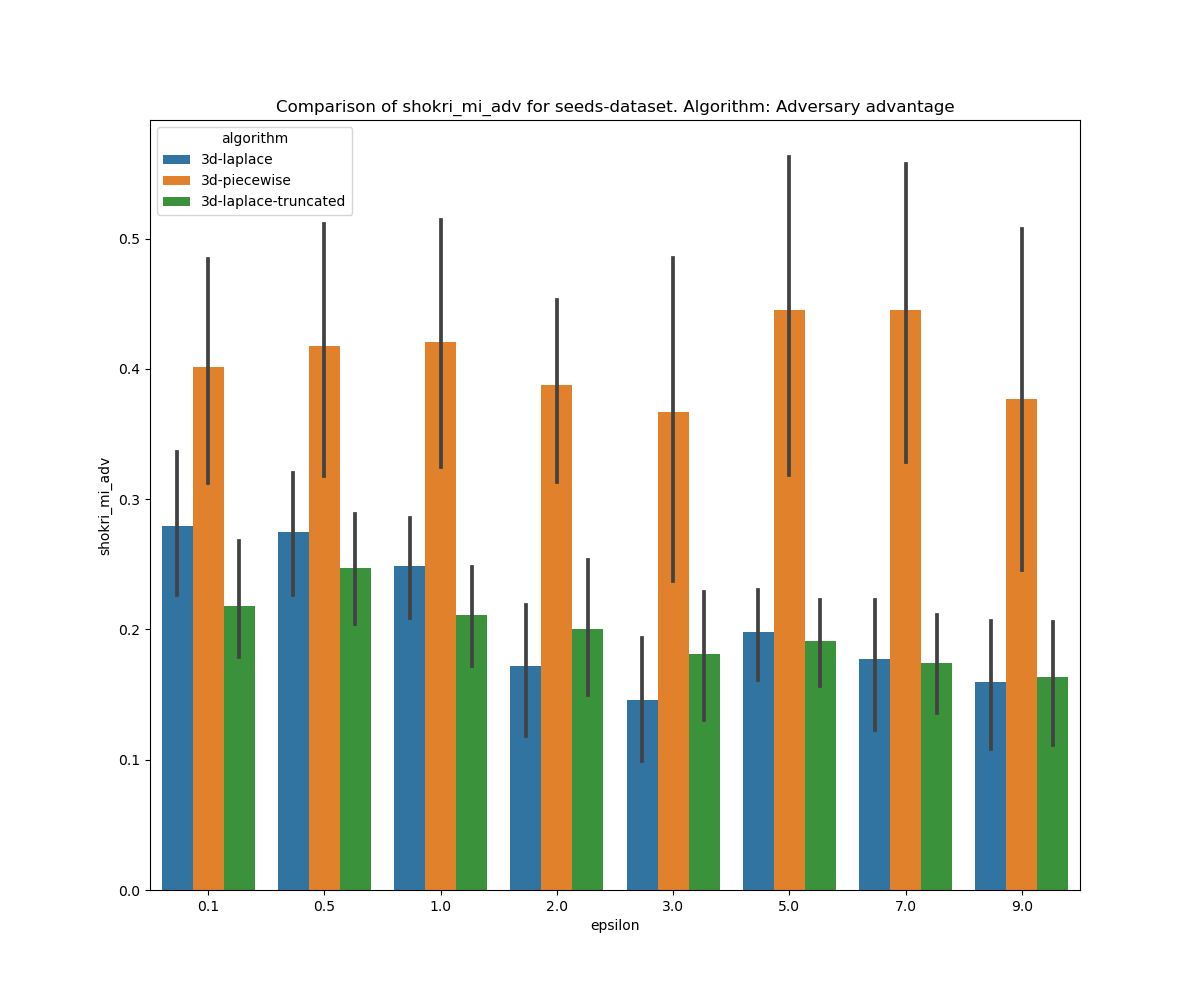 Comparison of shokri_mi_adv for seeds-dataset. Algorithm: Adversary advantage
algorithm
3d-laplace
3d-piecewise
3d-laplace-truncated
shokri_mi_adv
0.5
0.4
0.3
0.2
0.1
0.0
0.1 0.5 1.0 2.0 3.0 5.0 7.0 9.0
epsilon